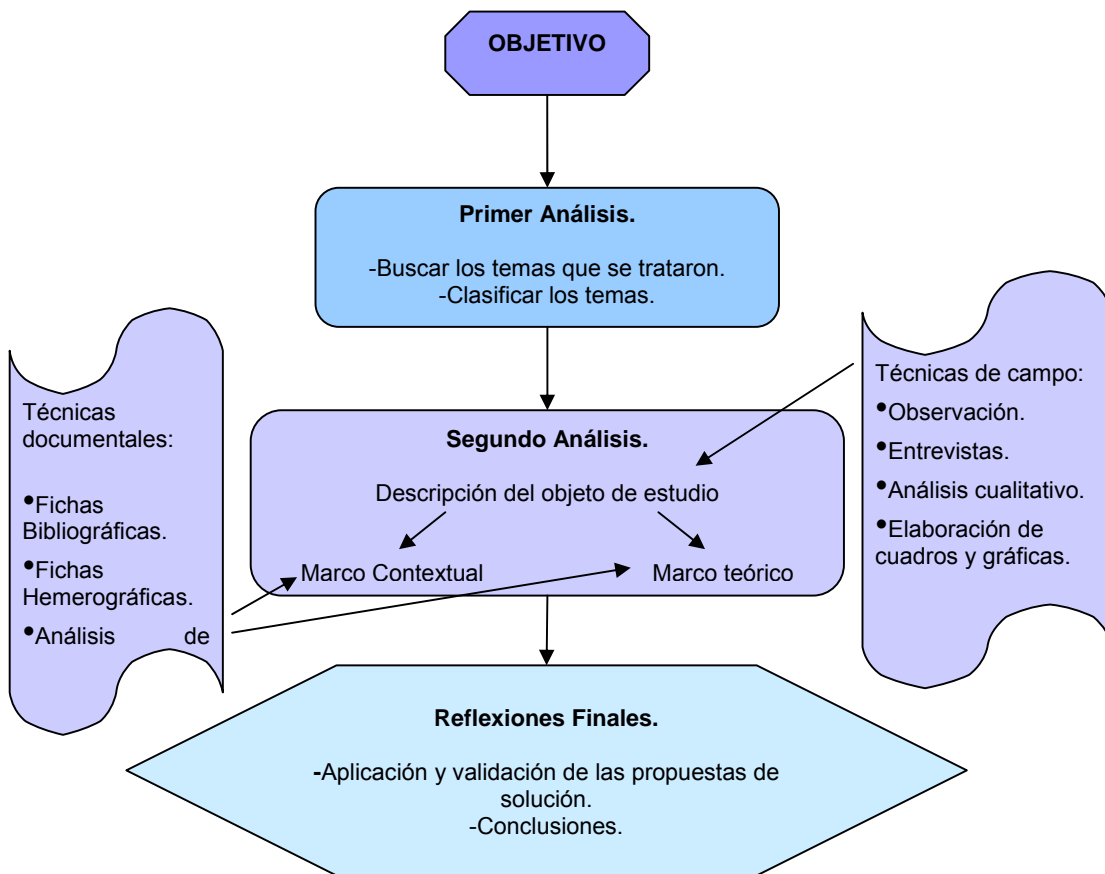 OBJETIVO
Primer Análisis.
-Buscar los temas que se trataron.
-Clasificar los temas.
Técnicas
documentales:
•Fichas
Bibliográficas.
•Fichas
Hemerográficas.
•Análisis de
Segundo Análisis.
Descripción del objeto de estudio
Marco Contextual
Marco teórico
Técnicas de campo:
•Observación.
•Entrevistas.
•Análisis cualitativo.
•Elaboración de
cuadros y gráficas.
Reflexiones Finales.
-Aplicación y validación de las propuestas de
solución.
-Conclusiones.